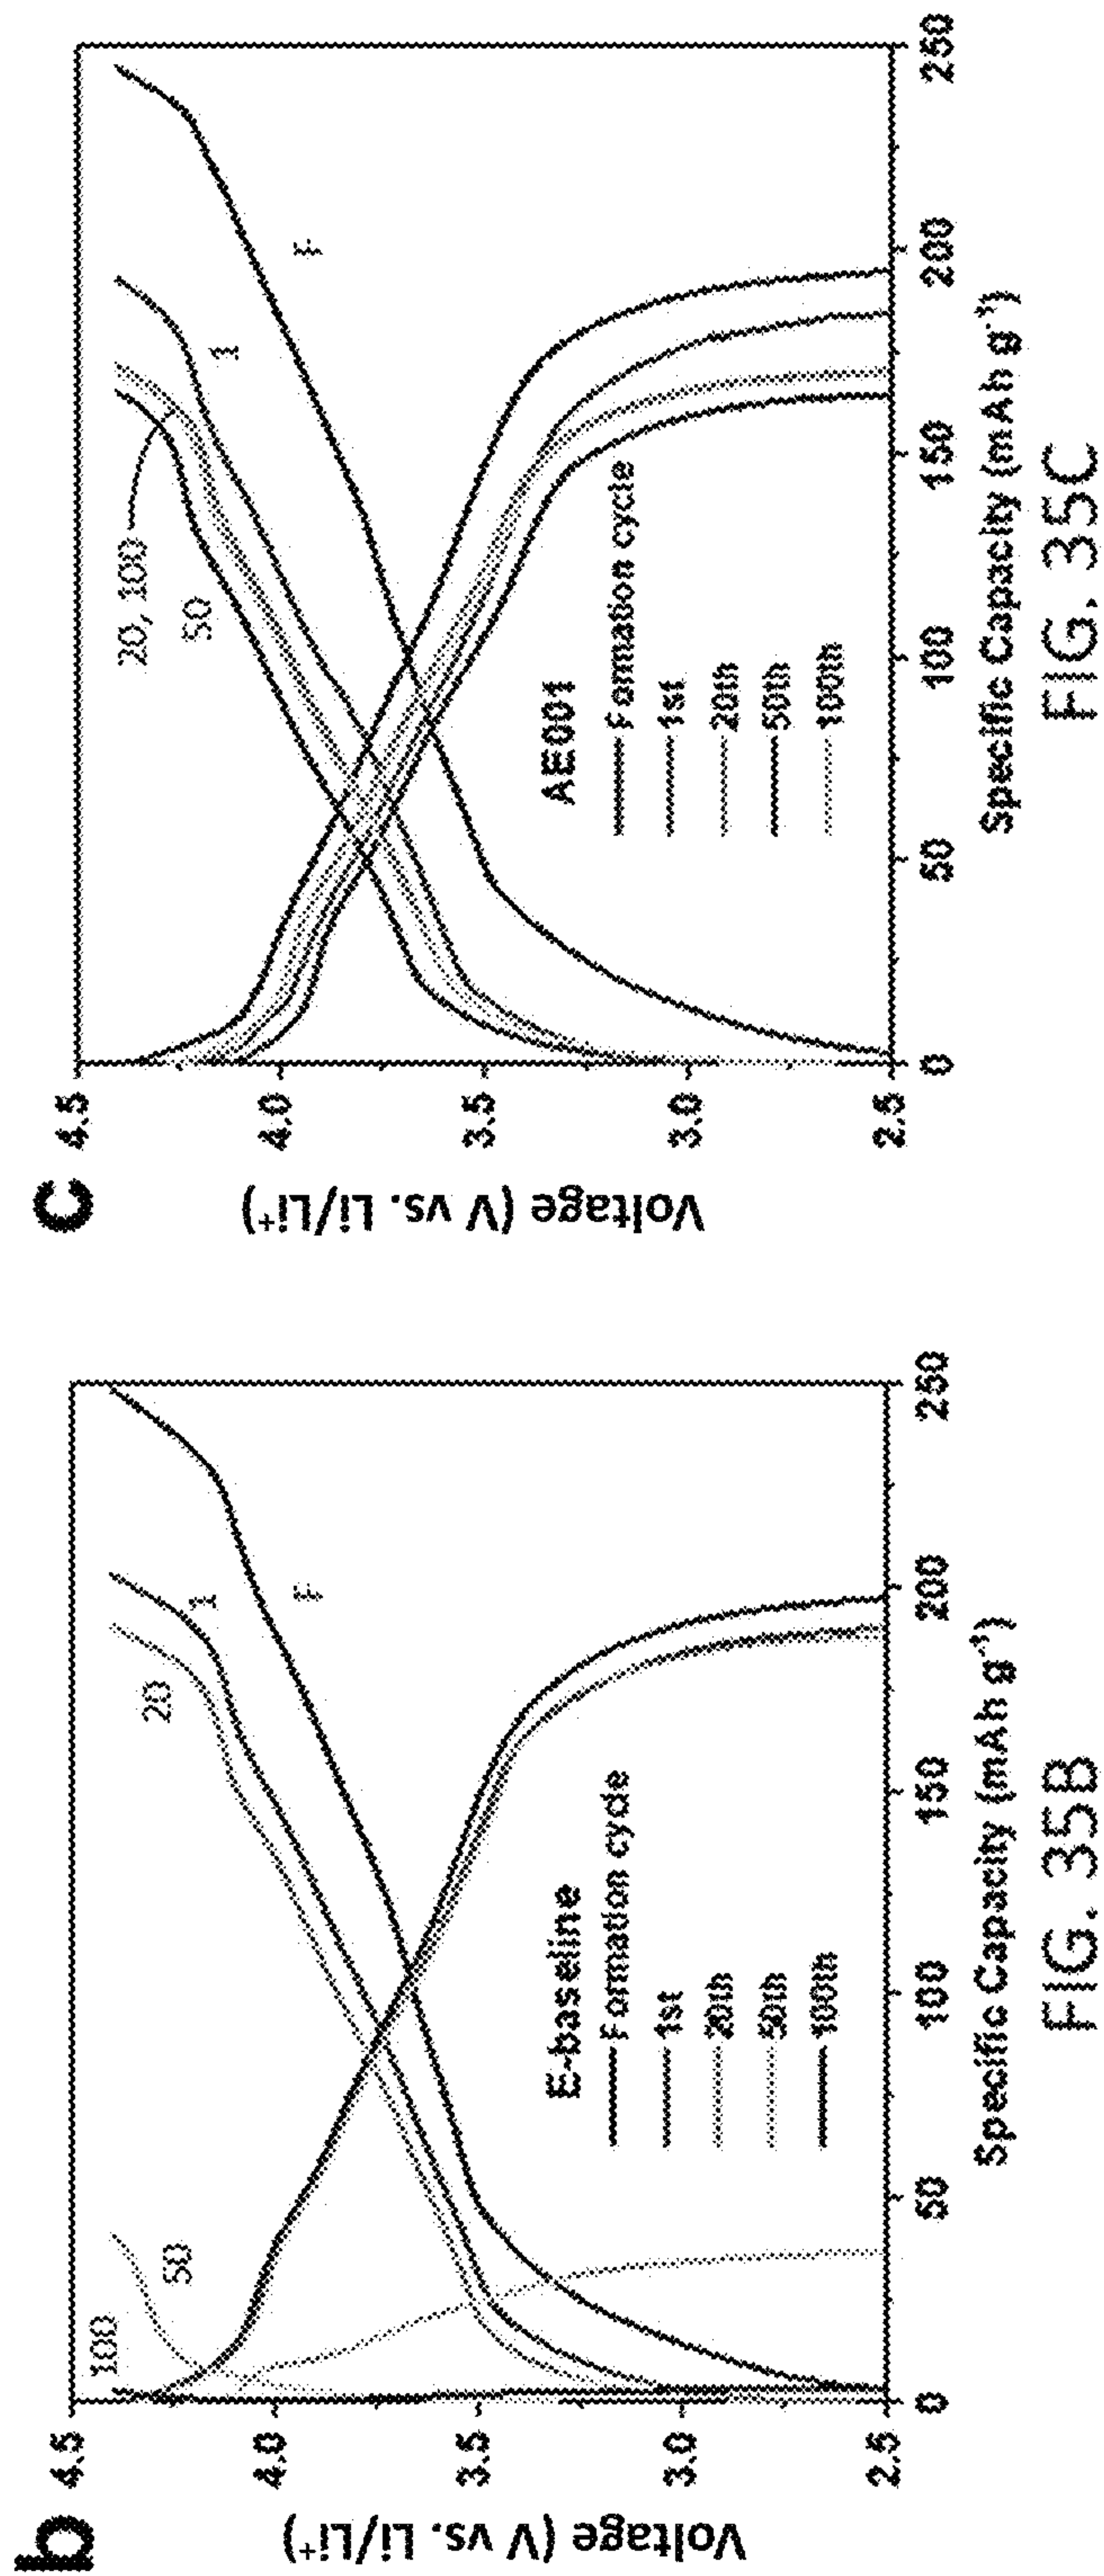 b
Voltage (V vs. Li/Li⁺)
4.5
4.0
3.5
3.0
2.5
100
50
20
1
F
E-baseline
Formation cycle
1st
20th
50th
100th
0
50
100
150
200
250
Specific Capacity (mAh g⁻¹)
FIG. 35B
c
Voltage (V vs. Li/Li⁺)
4.5
4.0
3.5
3.0
2.5
20, 100
50
1
F
AE001
Formation cycle
1st
20th
50th
100th
0
50
100
150
200
250
Specific Capacity (mAh g⁻¹)
FIG. 35C